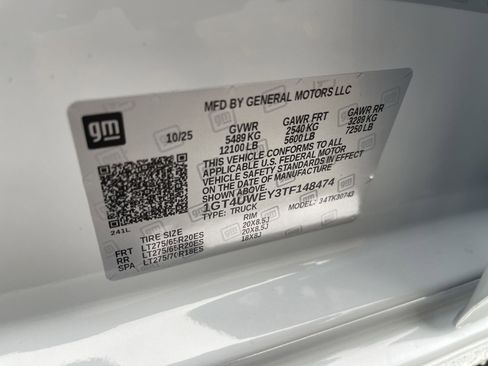 gm
MFD BY GENERAL MOTORS LLC
10/25 GVWR GAWR FRT GAWR RR
5489 KG 2540 KG 3289 KG
12100 LB 5600 LB 7250 LB
THIS VEHICLE CONFORMS TO ALL
APPLICABLE U.S. FEDERAL MOTOR
VEHICLE SAFETY STANDARDS IN EFFECT
ON THE DATE OF MANUFACTURE
SHOWN ABOVE.
1GT4UWEY3TF148474
TYPE: TRUCK MODEL: 34TK30743
241L
TIRE SIZE RIM
FRT LT275/65R20ES 20X8.5J
RR LT275/65R20ES 20X8.5J
SPA LT275/70R18ES 18X8J